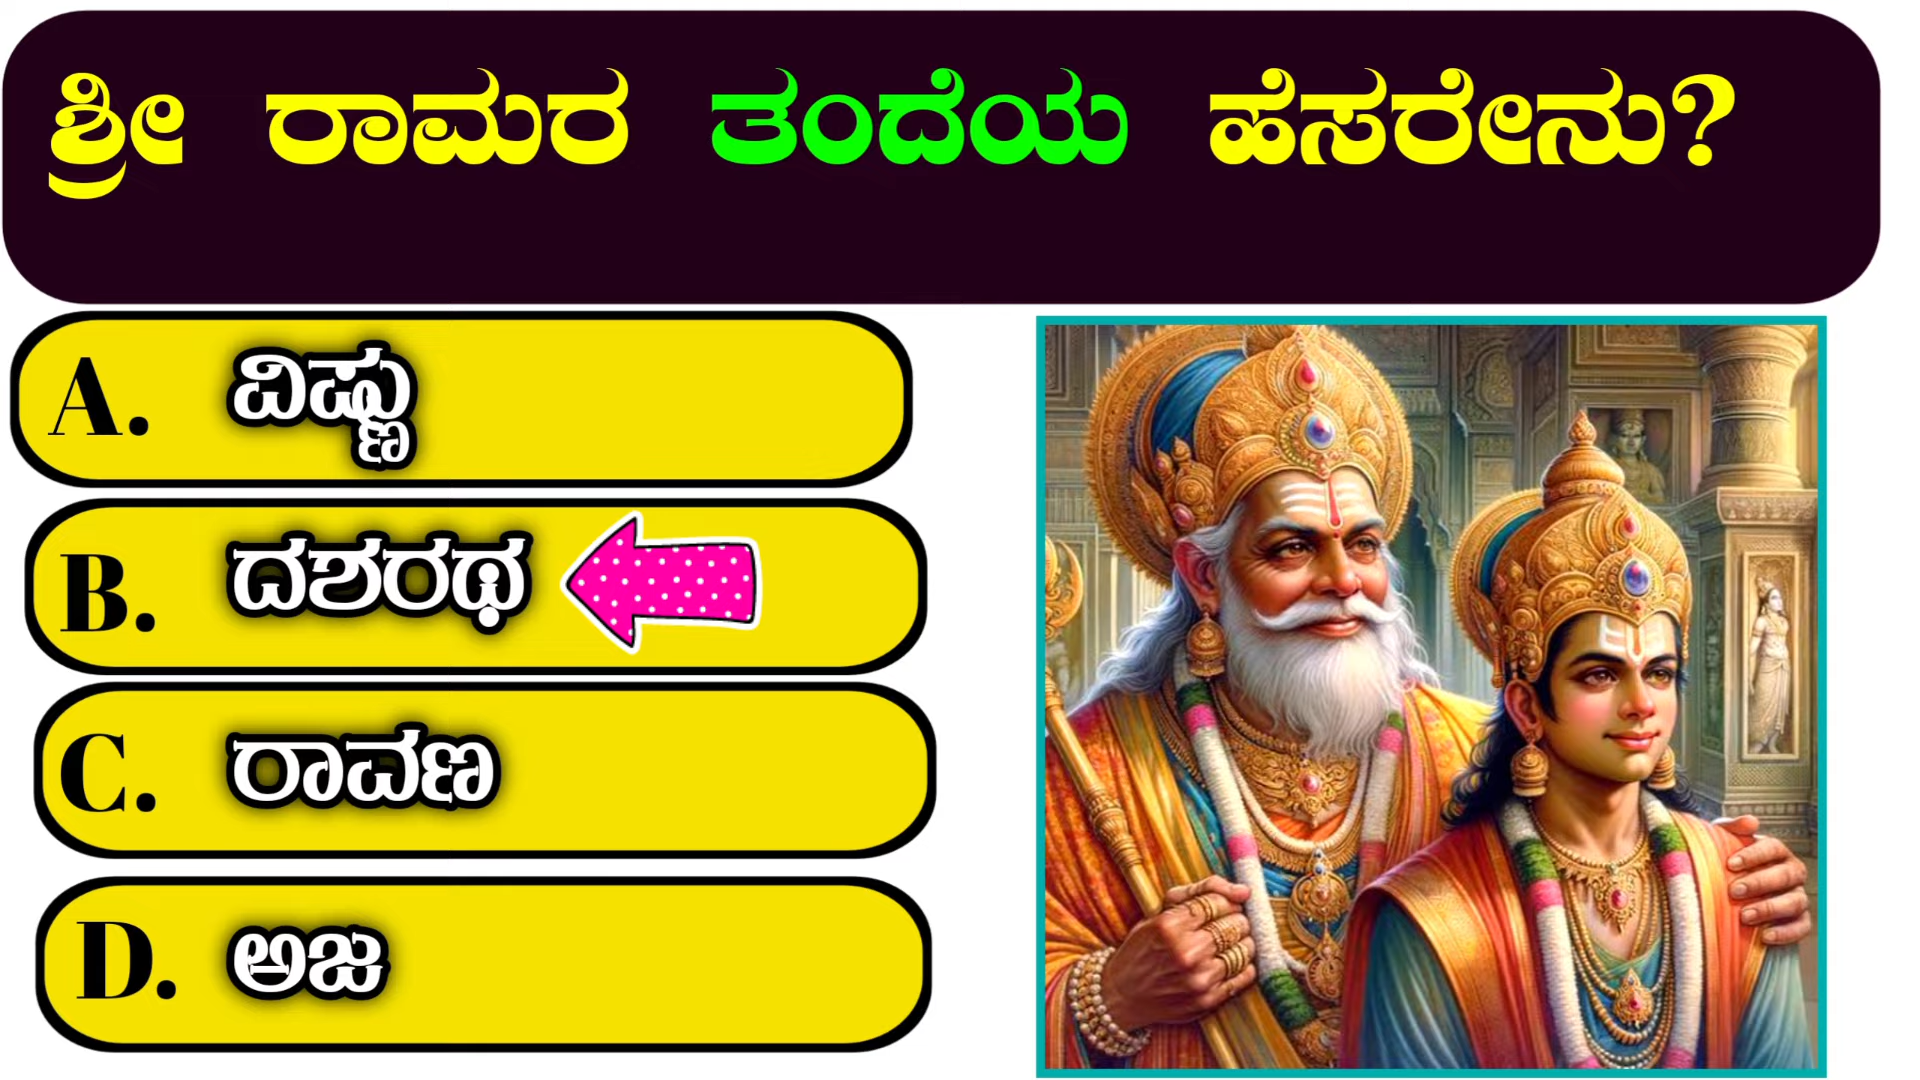 ಶ್ರೀ ರಾಮರ ತಂದೆಯ ಹೆಸರೇನು?
A. ವಿಷ್ಣು
B. ದಶರಥ
C. ರಾವಣ
D. ಅಜ